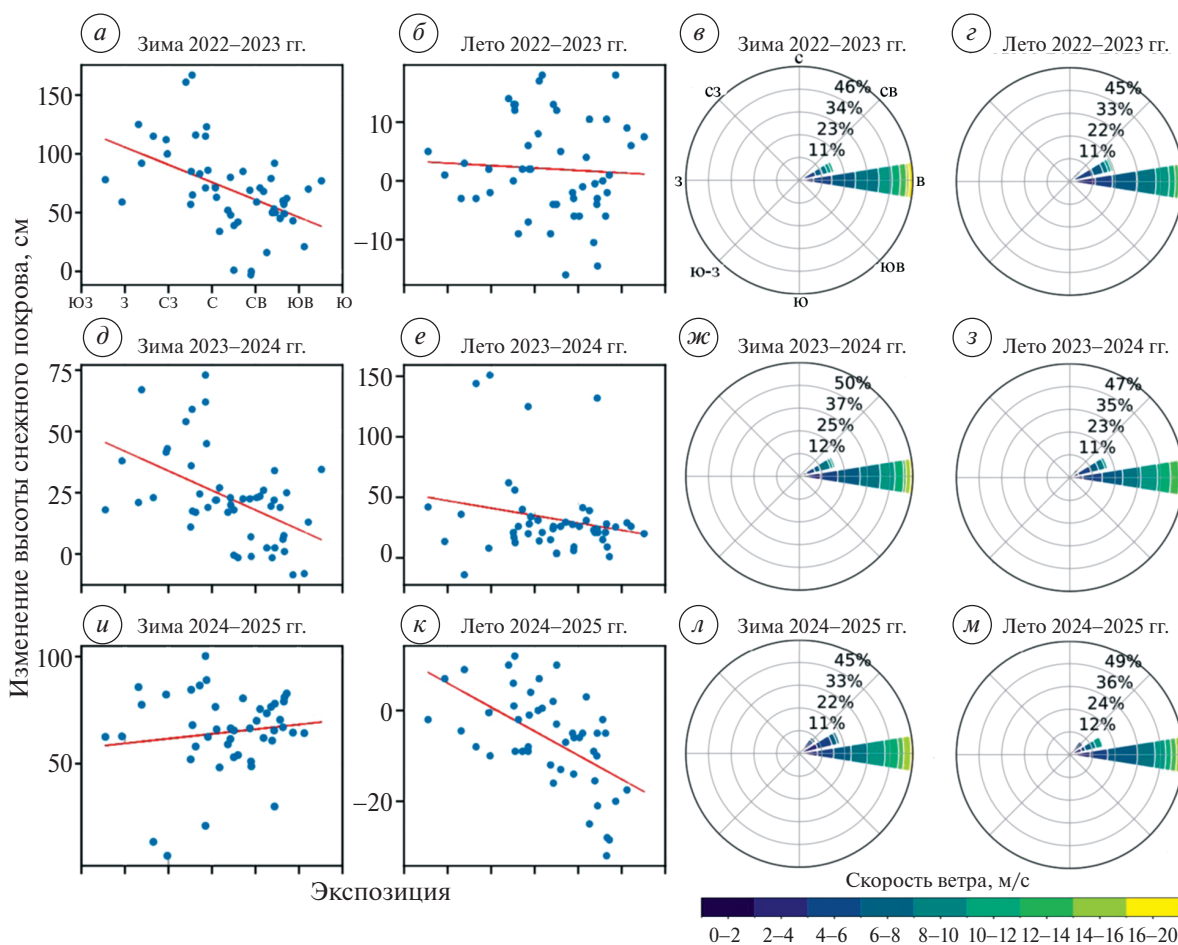 а Зима 2022–2023 гг.
б Лето 2022–2023 гг.
в Зима 2022–2023 гг.
г Лето 2022–2023 гг.
Изменение высоты снежного покрова, см
150
100
50
0
ЮЗ З СЗ С СВ ЮВ Ю
10
0
−10
с
св
в
юв
ю
ю-з
з
сз
46%
34%
23%
11%
45%
33%
22%
11%
д Зима 2023–2024 гг.
е Лето 2023–2024 гг.
ж Зима 2023–2024 гг.
з Лето 2023–2024 гг.
75
50
25
0
150
100
50
0
50%
37%
25%
12%
47%
35%
23%
11%
и Зима 2024–2025 гг.
к Лето 2024–2025 гг.
л Зима 2024–2025 гг.
м Лето 2024–2025 гг.
100
50
0
−20
45%
33%
22%
11%
49%
36%
24%
12%
Экспозиция
Скорость ветра, м/с
0–2 2–4 4–6 6–8 8–10 10–12 12–14 14–16 16–20